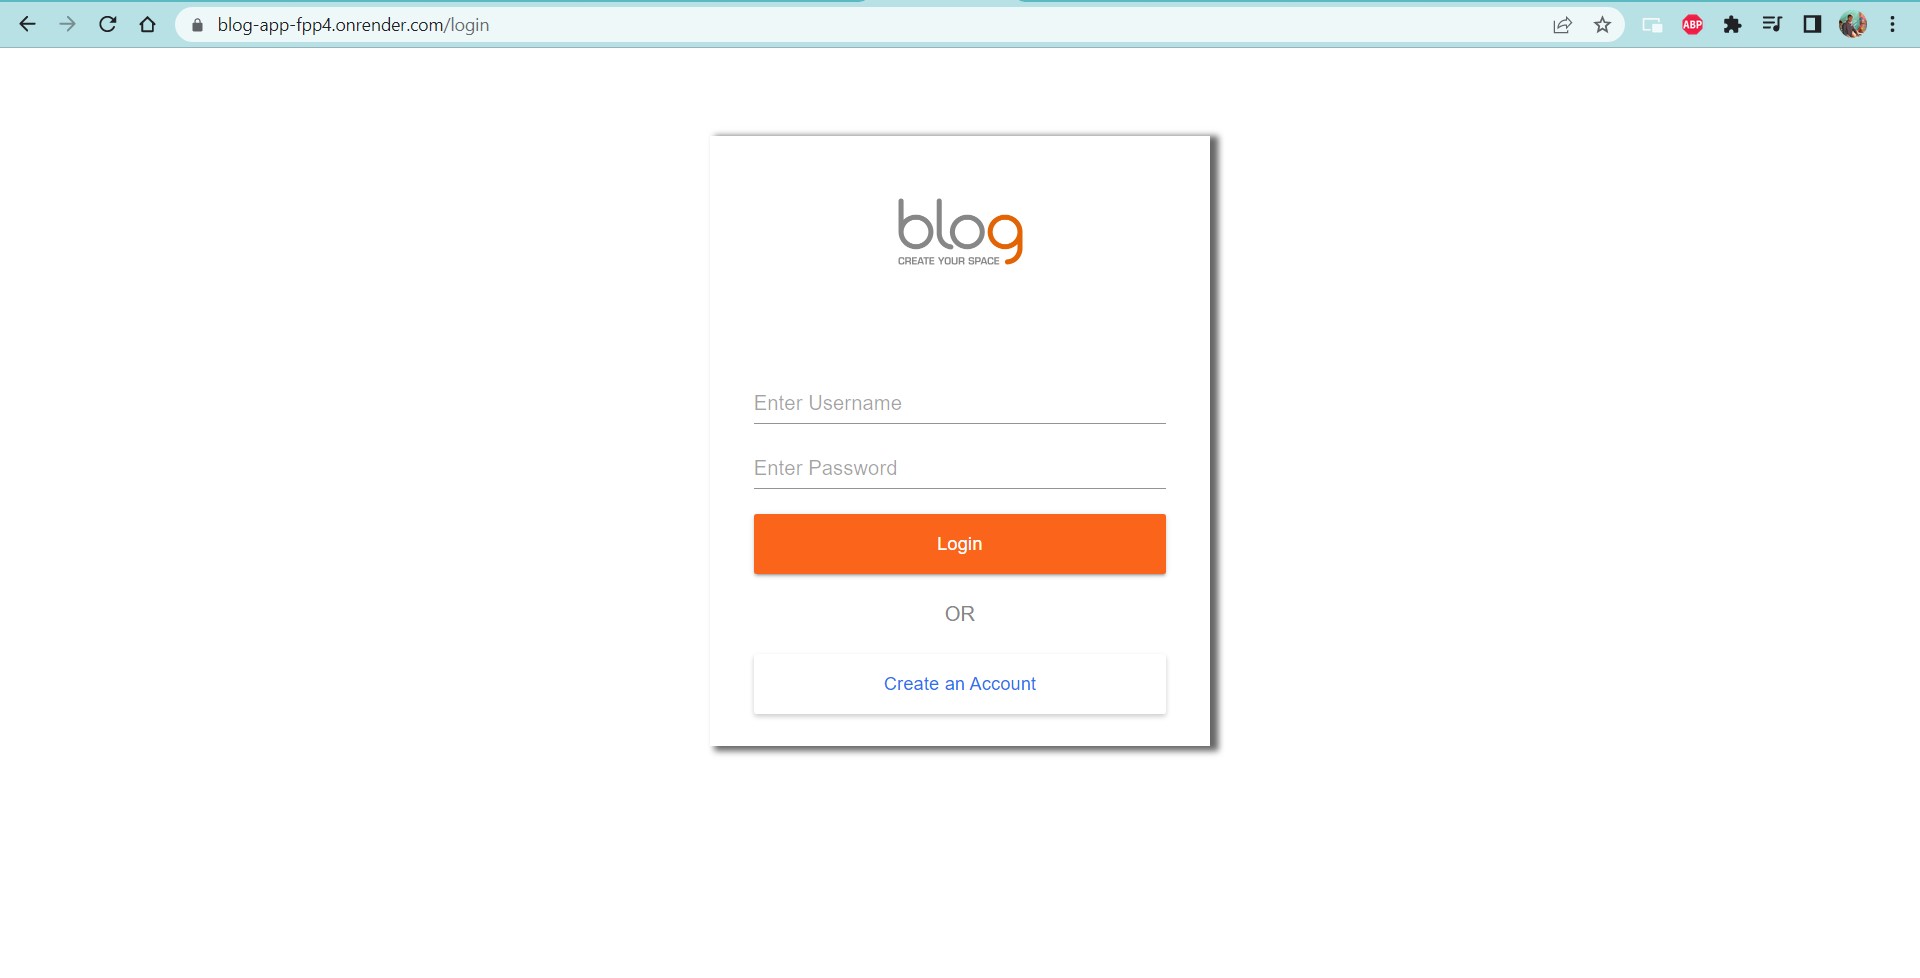 blog-app-fpp4.onrender.com/login
ABP
blog
CREATE YOUR SPACE
Enter Username
Enter Password
Login
OR
Create an Account